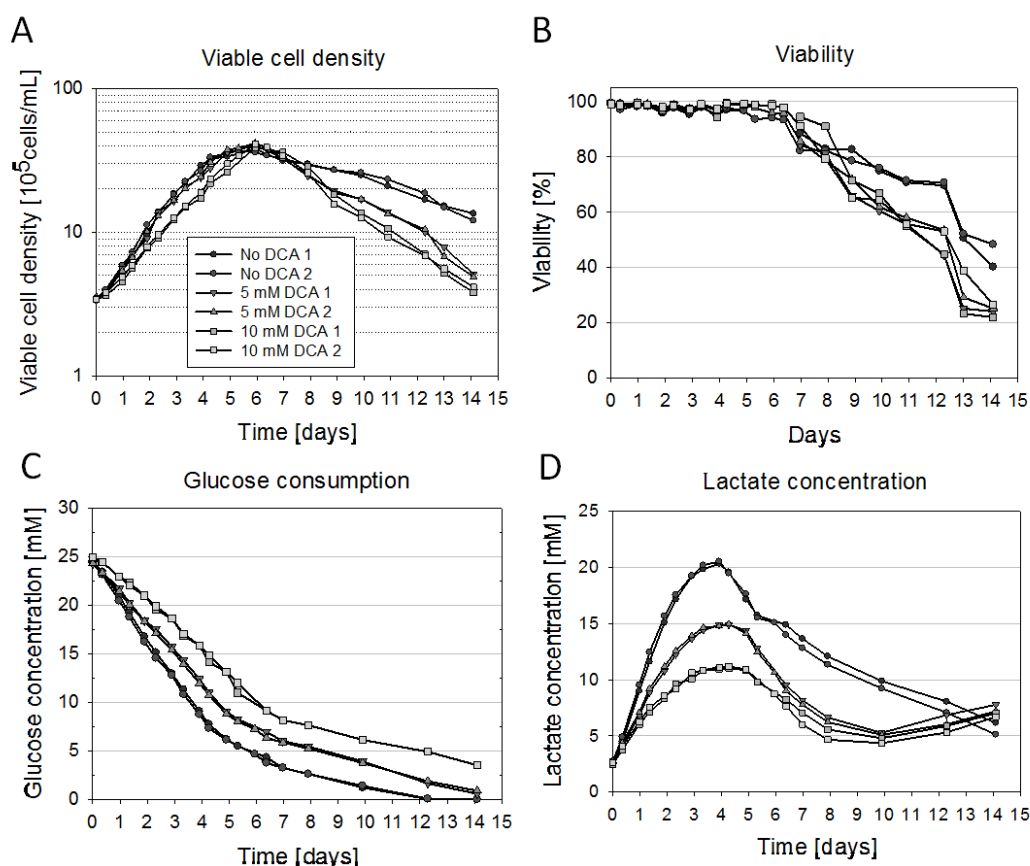 A
Viable cell density
Viable cell density [10^5 cells/mL]
100
10
1
No DCA 1
No DCA 2
5 mM DCA 1
5 mM DCA 2
10 mM DCA 1
10 mM DCA 2
0 1 2 3 4 5 6 7 8 9 10 11 12 13 14 15
Time [days]
B
Viability
Viability [%]
100
80
60
40
20
0
0 1 2 3 4 5 6 7 8 9 10 11 12 13 14 15
Days
C
Glucose consumption
Glucose concentration [mM]
30
25
20
15
10
5
0
0 1 2 3 4 5 6 7 8 9 10 11 12 13 14 15
Time [days]
D
Lactate concentration
Lactate concentration [mM]
25
20
15
10
5
0
0 1 2 3 4 5 6 7 8 9 10 11 12 13 14 15
Time [days]